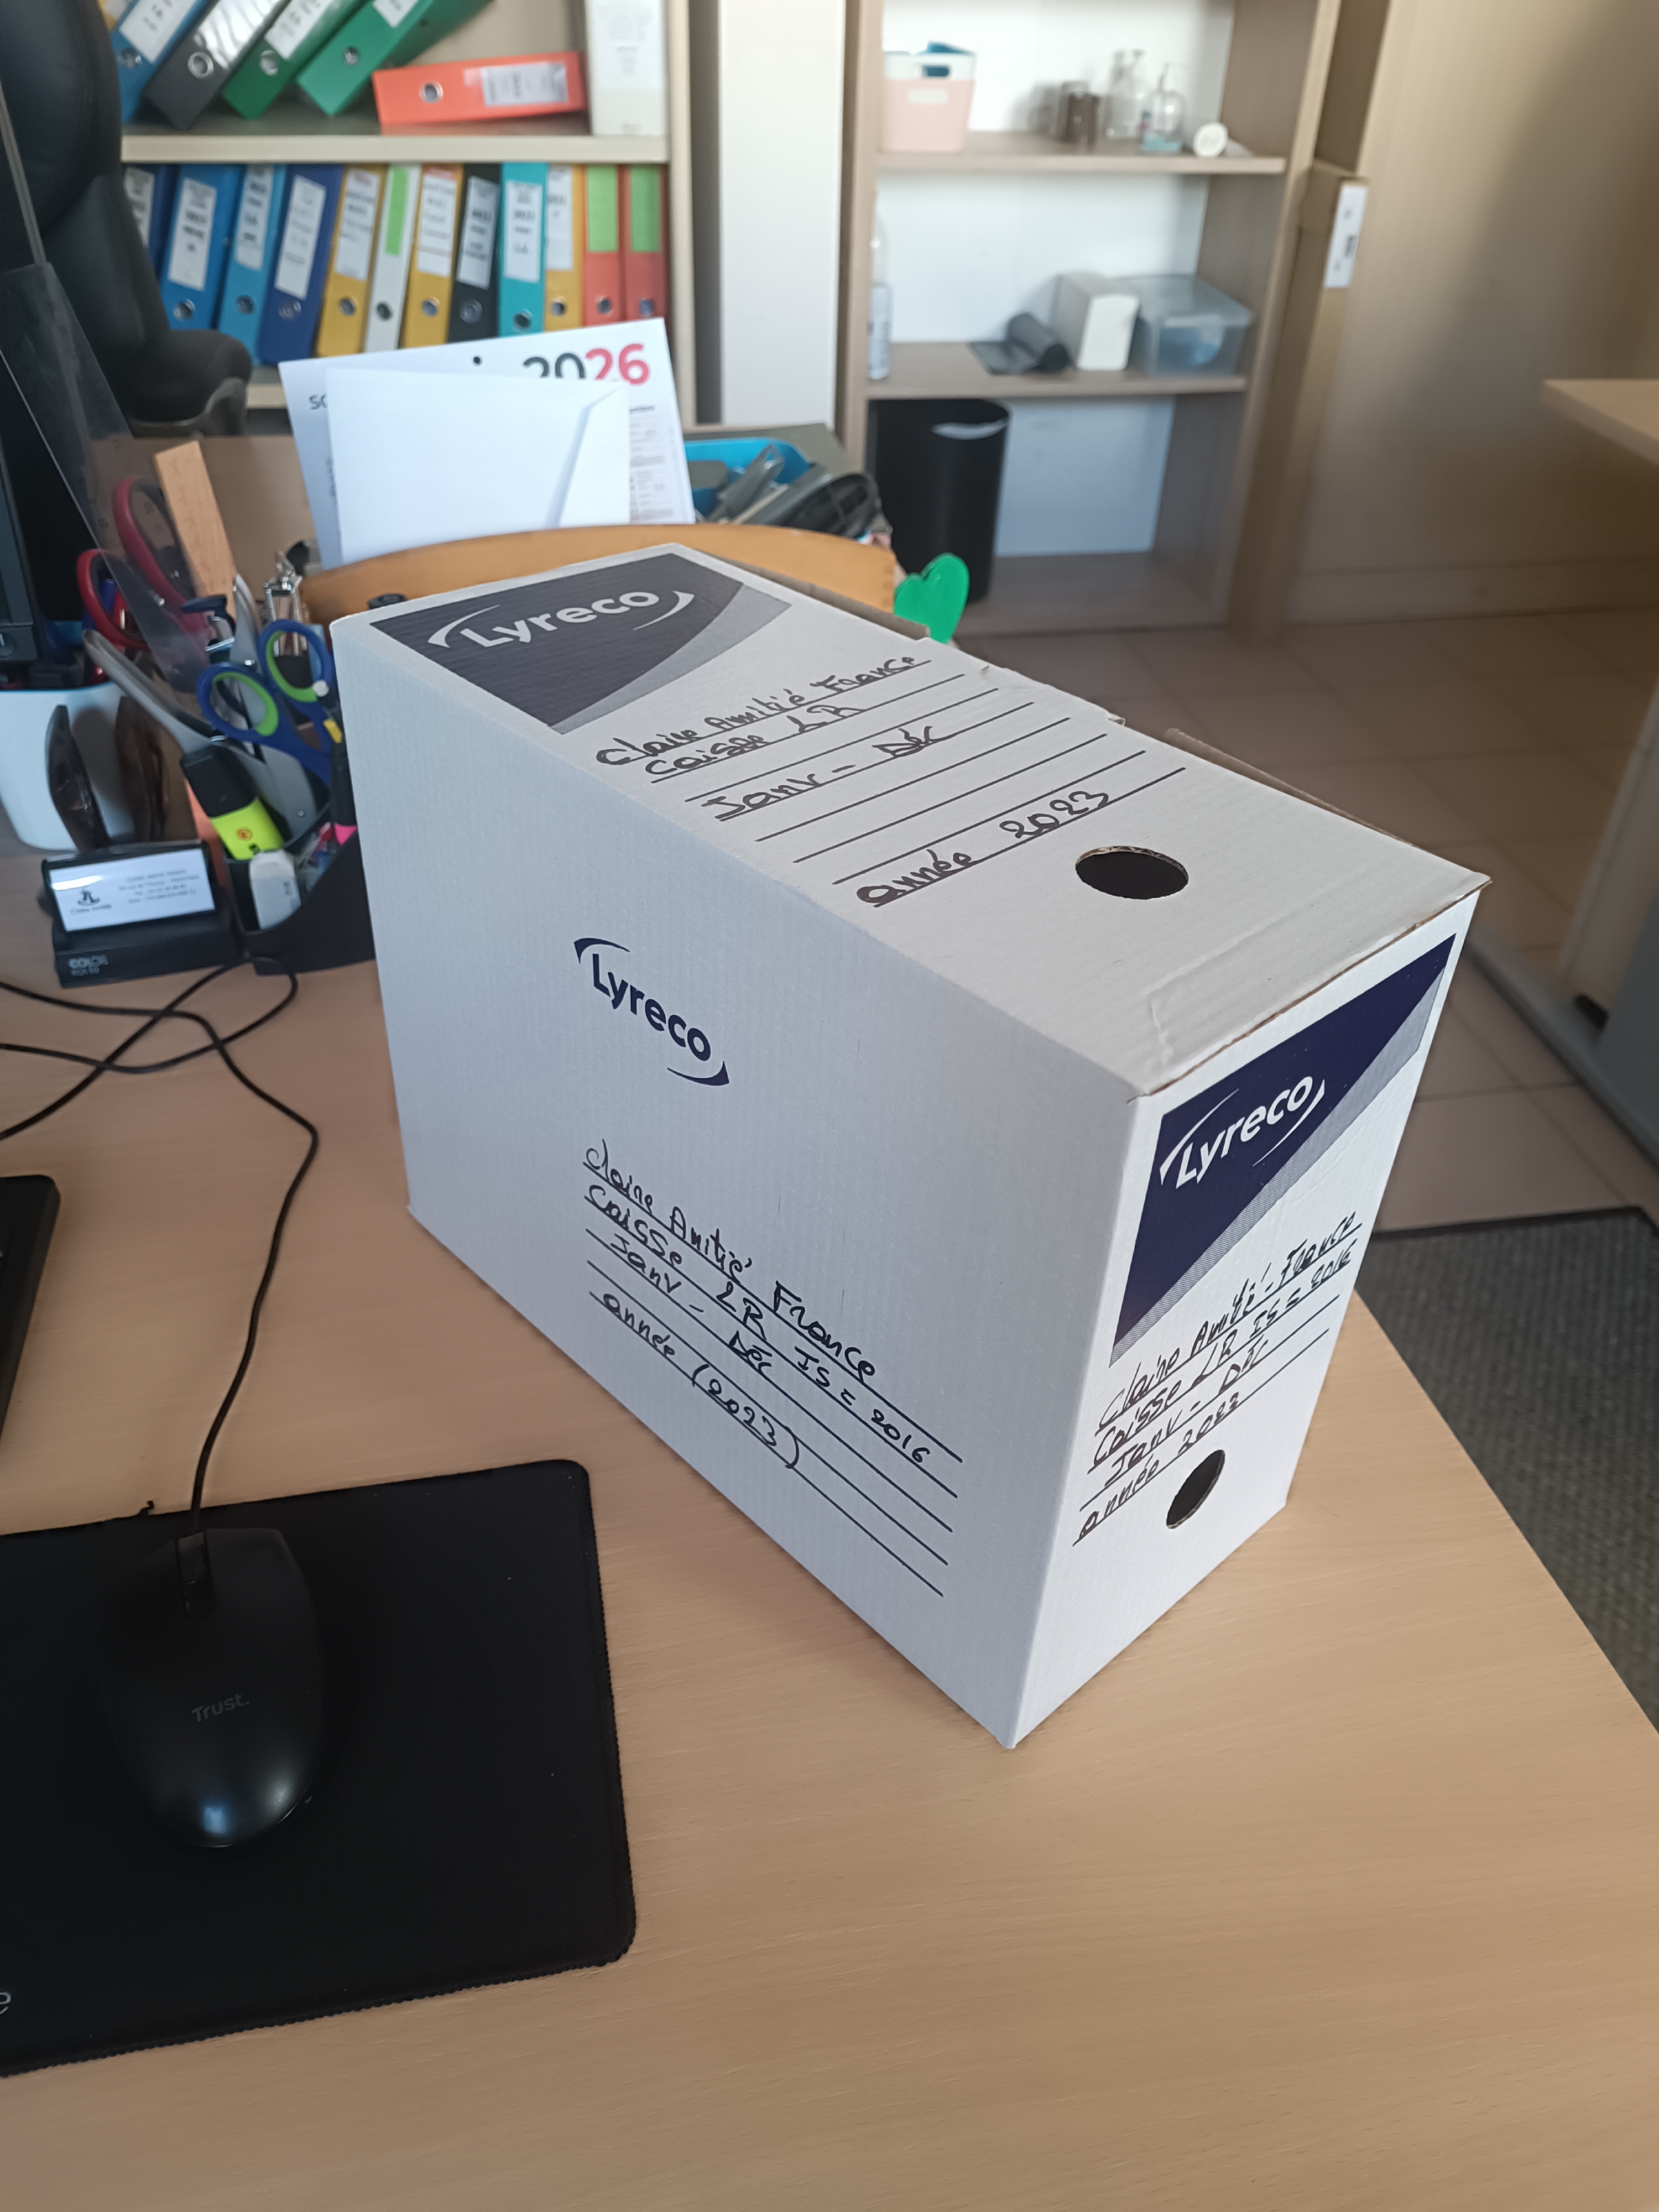 2026
Lyreco
Claire Amitié France
Caisse LR
Janv - Déc
année 2023
Lyreco
Claire Amitié France
Caisse LR IS = 2016
Janv - Déc
année (2023)
Lyreco
Claire Amitié France
Caisse LR IS = 2016
Janv - Déc
année 2023
COLOP
Trust.